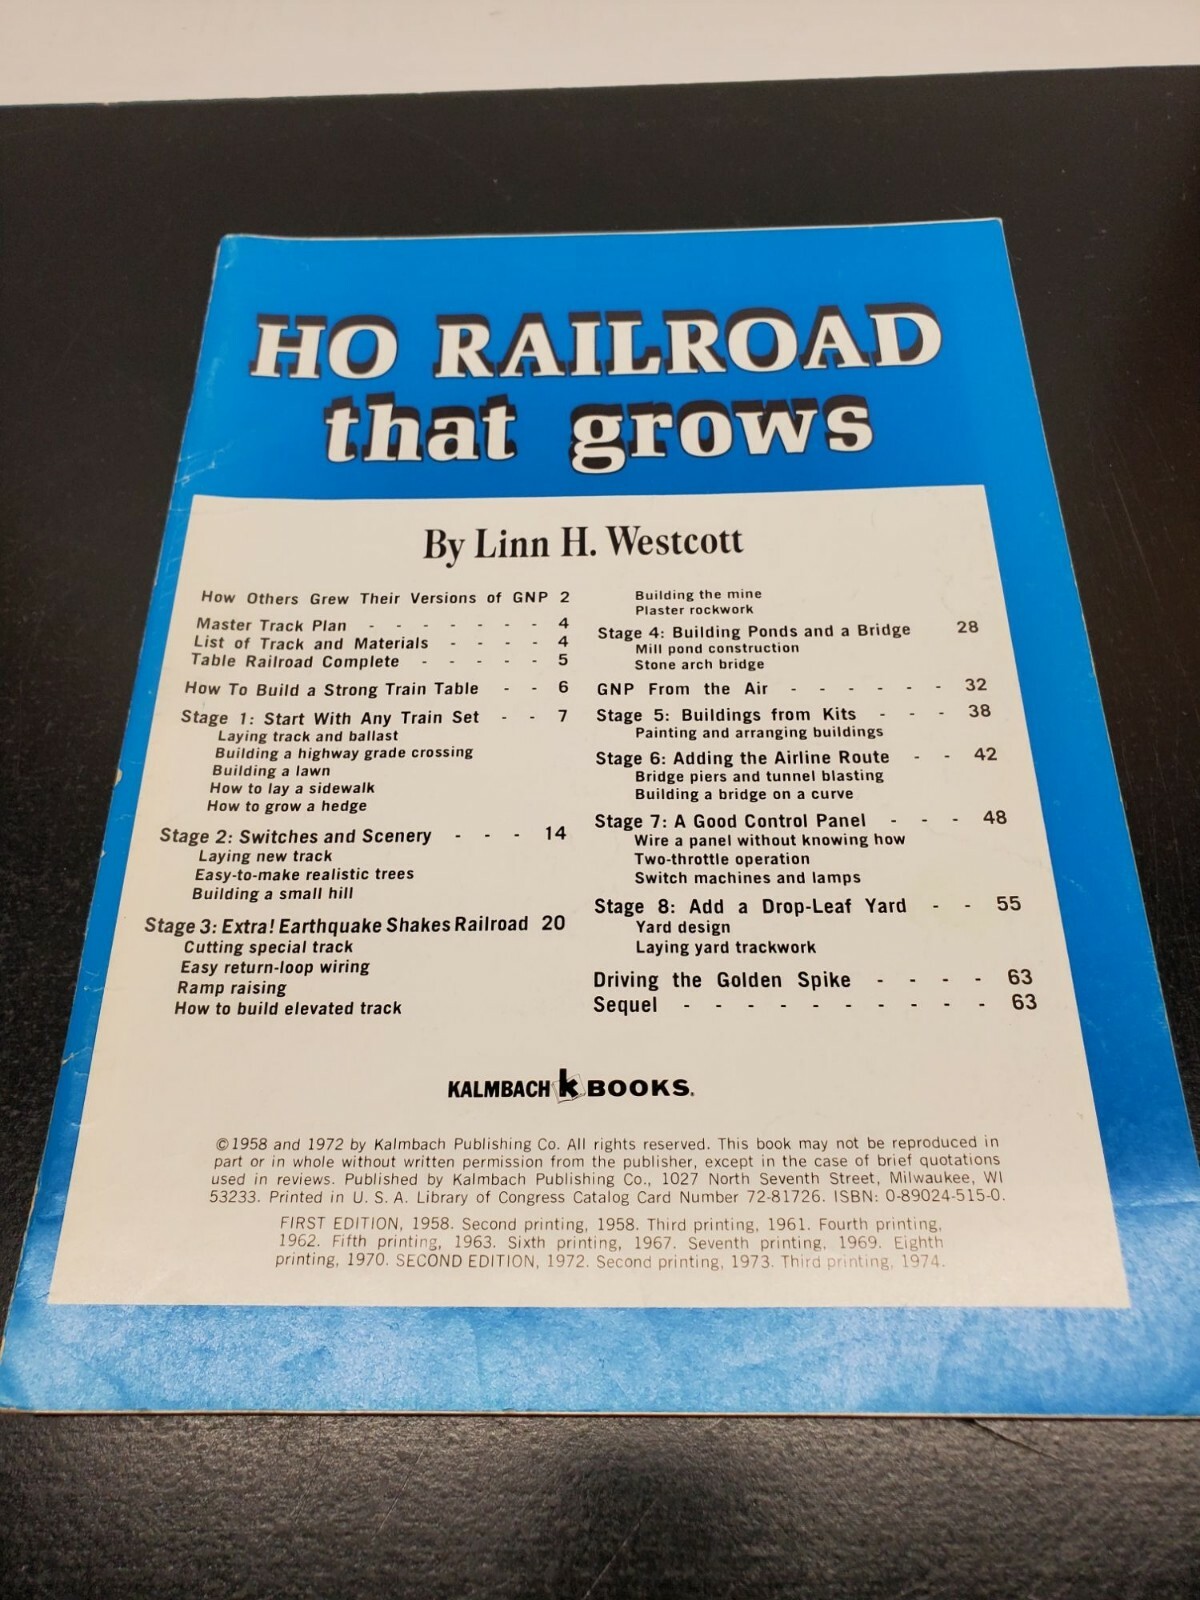 HO RAILROAD
that grows
By Linn H. Westcott
How Others Grew Their Versions of GNP 2
Master Track Plan - - - - - - - 4
List of Track and Materials - - - - 4
Table Railroad Complete - - - - - 5
How To Build a Strong Train Table - - 6
Stage 1: Start With Any Train Set - - 7
Laying track and ballast
Building a highway grade crossing
Building a lawn
How to lay a sidewalk
How to grow a hedge
Stage 2: Switches and Scenery - - - 14
Laying new track
Easy-to-make realistic trees
Building a small hill
Stage 3: Extra! Earthquake Shakes Railroad 20
Cutting special track
Easy return-loop wiring
Ramp raising
How to build elevated track
Building the mine
Plaster rockwork
Stage 4: Building Ponds and a Bridge 28
Mill pond construction
Stone arch bridge
GNP From the Air - - - - - - 32
Stage 5: Buildings from Kits - - - 38
Painting and arranging buildings
Stage 6: Adding the Airline Route - - 42
Bridge piers and tunnel blasting
Building a bridge on a curve
Stage 7: A Good Control Panel - - - 48
Wire a panel without knowing how
Two-throttle operation
Switch machines and lamps
Stage 8: Add a Drop-Leaf Yard - - 55
Yard design
Laying yard trackwork
Driving the Golden Spike - - - - 63
Sequel - - - - - - - - - - 63
KALMBACH k BOOKS.
©1958 and 1972 by Kalmbach Publishing Co. All rights reserved. This book may not be reproduced in
part or in whole without written permission from the publisher, except in the case of brief quotations
used in reviews. Published by Kalmbach Publishing Co., 1027 North Seventh Street, Milwaukee, WI
53233. Printed in U. S. A. Library of Congress Catalog Card Number 72-81726. ISBN: 0-89024-515-0.
FIRST EDITION, 1958. Second printing, 1958. Third printing, 1961. Fourth printing,
1962. Fifth printing, 1963. Sixth printing, 1967. Seventh printing, 1969. Eighth
printing, 1970. SECOND EDITION, 1972. Second printing, 1973. Third printing, 1974.